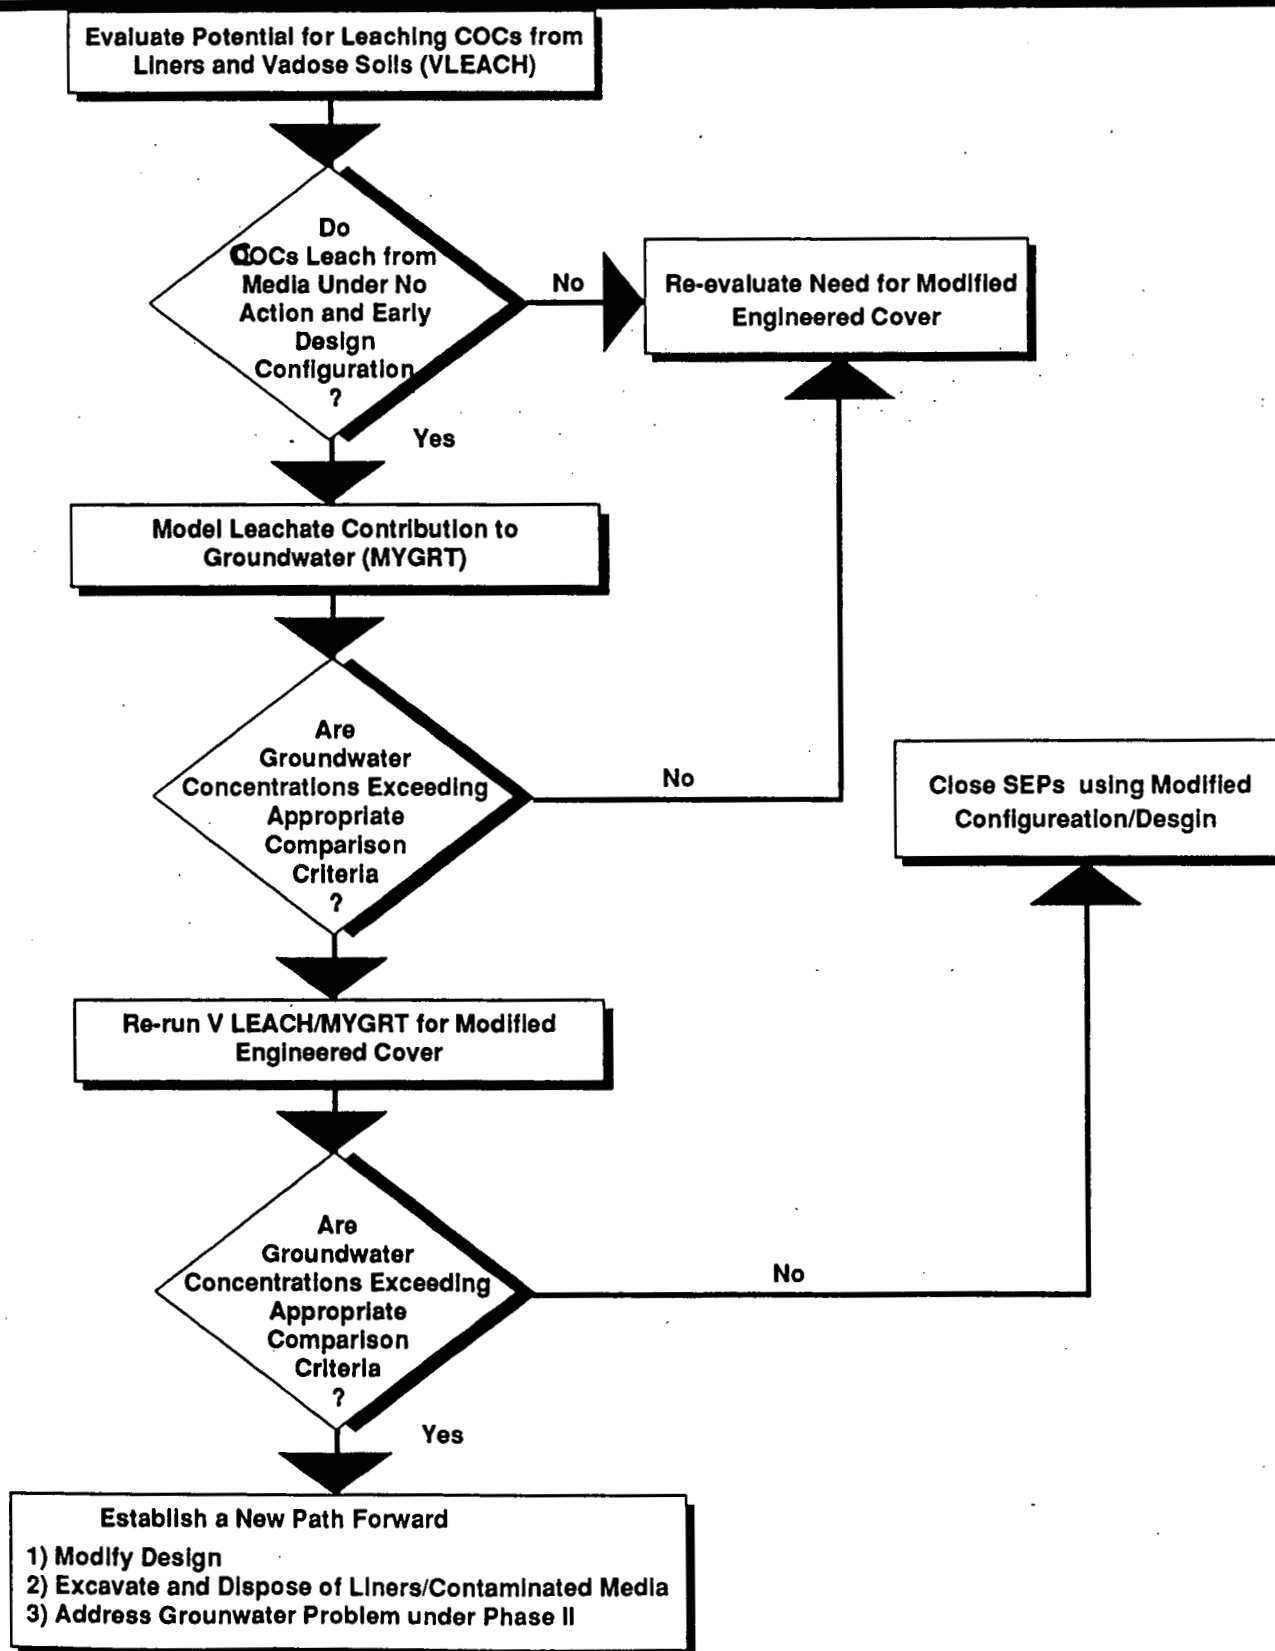 Evaluate Potential for Leaching COCs from
Liners and Vadose Soils (VLEACH)
Do
COCs Leach from
Media Under No
Action and Early
Design
Configuration
?
No
Re-evaluate Need for Modified
Engineered Cover
Yes
Model Leachate Contribution to
Groundwater (MYGRT)
Are
Groundwater
Concentrations Exceeding
Appropriate
Comparison
Criteria
?
No
Close SEPs using Modified
Configureation/Desgin
Re-run V LEACH/MYGRT for Modified
Engineered Cover
Are
Groundwater
Concentrations Exceeding
Appropriate
Comparison
Criteria
?
No
Yes
Establish a New Path Forward
1) Modify Design
2) Excavate and Dispose of Liners/Contaminated Media
3) Address Grounwater Problem under Phase II